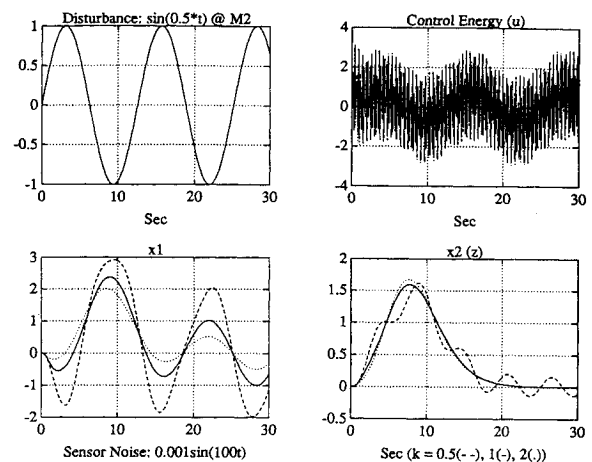 Disturbance: sin(0.5*t) @ M2
1
0.5
0
-0.5
-1
0 10 20 30
Sec
Control Energy (u)
4
2
0
-2
-4
0 10 20 30
Sec
x1
3
2
1
0
-1
-2
0 10 20 30
Sensor Noise: 0.001sin(100t)
x2 (z)
2
1.5
1
0.5
0
-0.5
0 10 20 30
Sec (k = 0.5(- -), 1(-), 2(.))